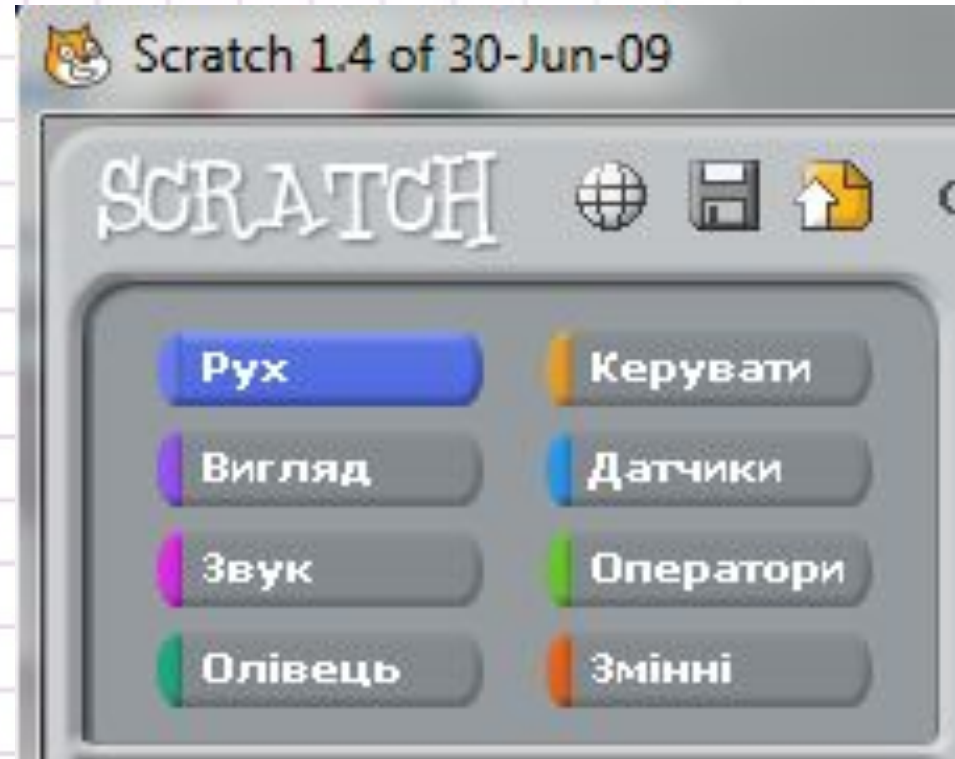 Scratch 1.4 of 30-Jun-09
SCRATCH
Рух Керувати
Вигляд Датчики
Звук Оператори
Олівець Змінні